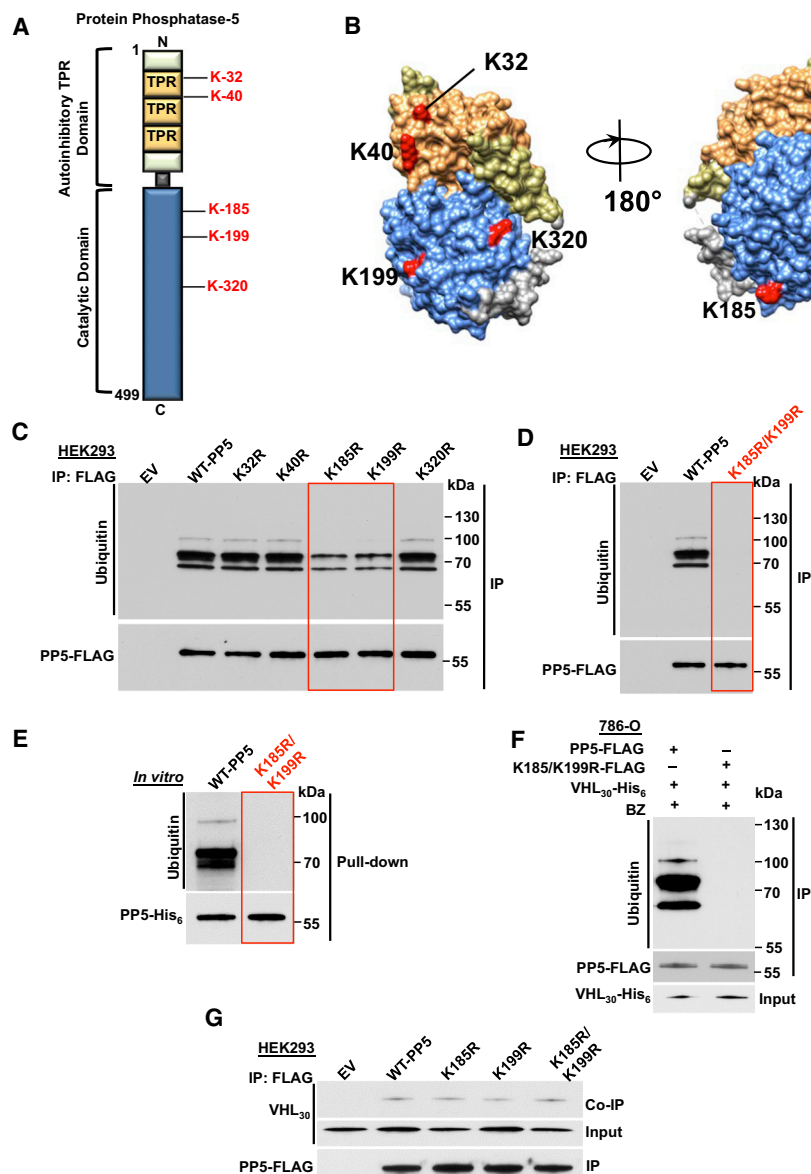 A
Protein Phosphatase-5
N
1
Autoinhibitory TPR Domain
TPR
TPR
TPR
K-32
K-40
Catalytic Domain
K-185
K-199
K-320
499
C
B
K32
K40
K199
K320
180°
K185
C
HEK293
IP: FLAG
EV
WT-PP5
K32R
K40R
K185R
K199R
K320R
kDa
Ubiquitin
130
100
70
55
IP
PP5-FLAG
55
D
HEK293
IP: FLAG
EV
WT-PP5
K185R/K199R
kDa
Ubiquitin
130
100
70
55
IP
PP5-FLAG
55
E
In vitro
WT-PP5
K185R/
K199R
kDa
Ubiquitin
100
70
Pull-down
PP5-His6
55
F
786-O
PP5-FLAG + –
K185/K199R-FLAG – +
VHL30-His6 + +
BZ + +
kDa
Ubiquitin
130
100
70
55
IP
PP5-FLAG
55
VHL30-His6
Input
G
HEK293
IP: FLAG
EV
WT-PP5
K185R
K199R
K185R/
K199R
VHL30
Co-IP
Input
PP5-FLAG
IP